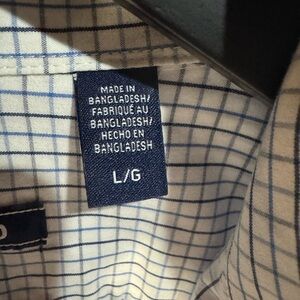 MADE IN
BANGLADESH/
FABRIQUÉ AU
BANGLADESH/
HECHO EN
BANGLADESH
L/G